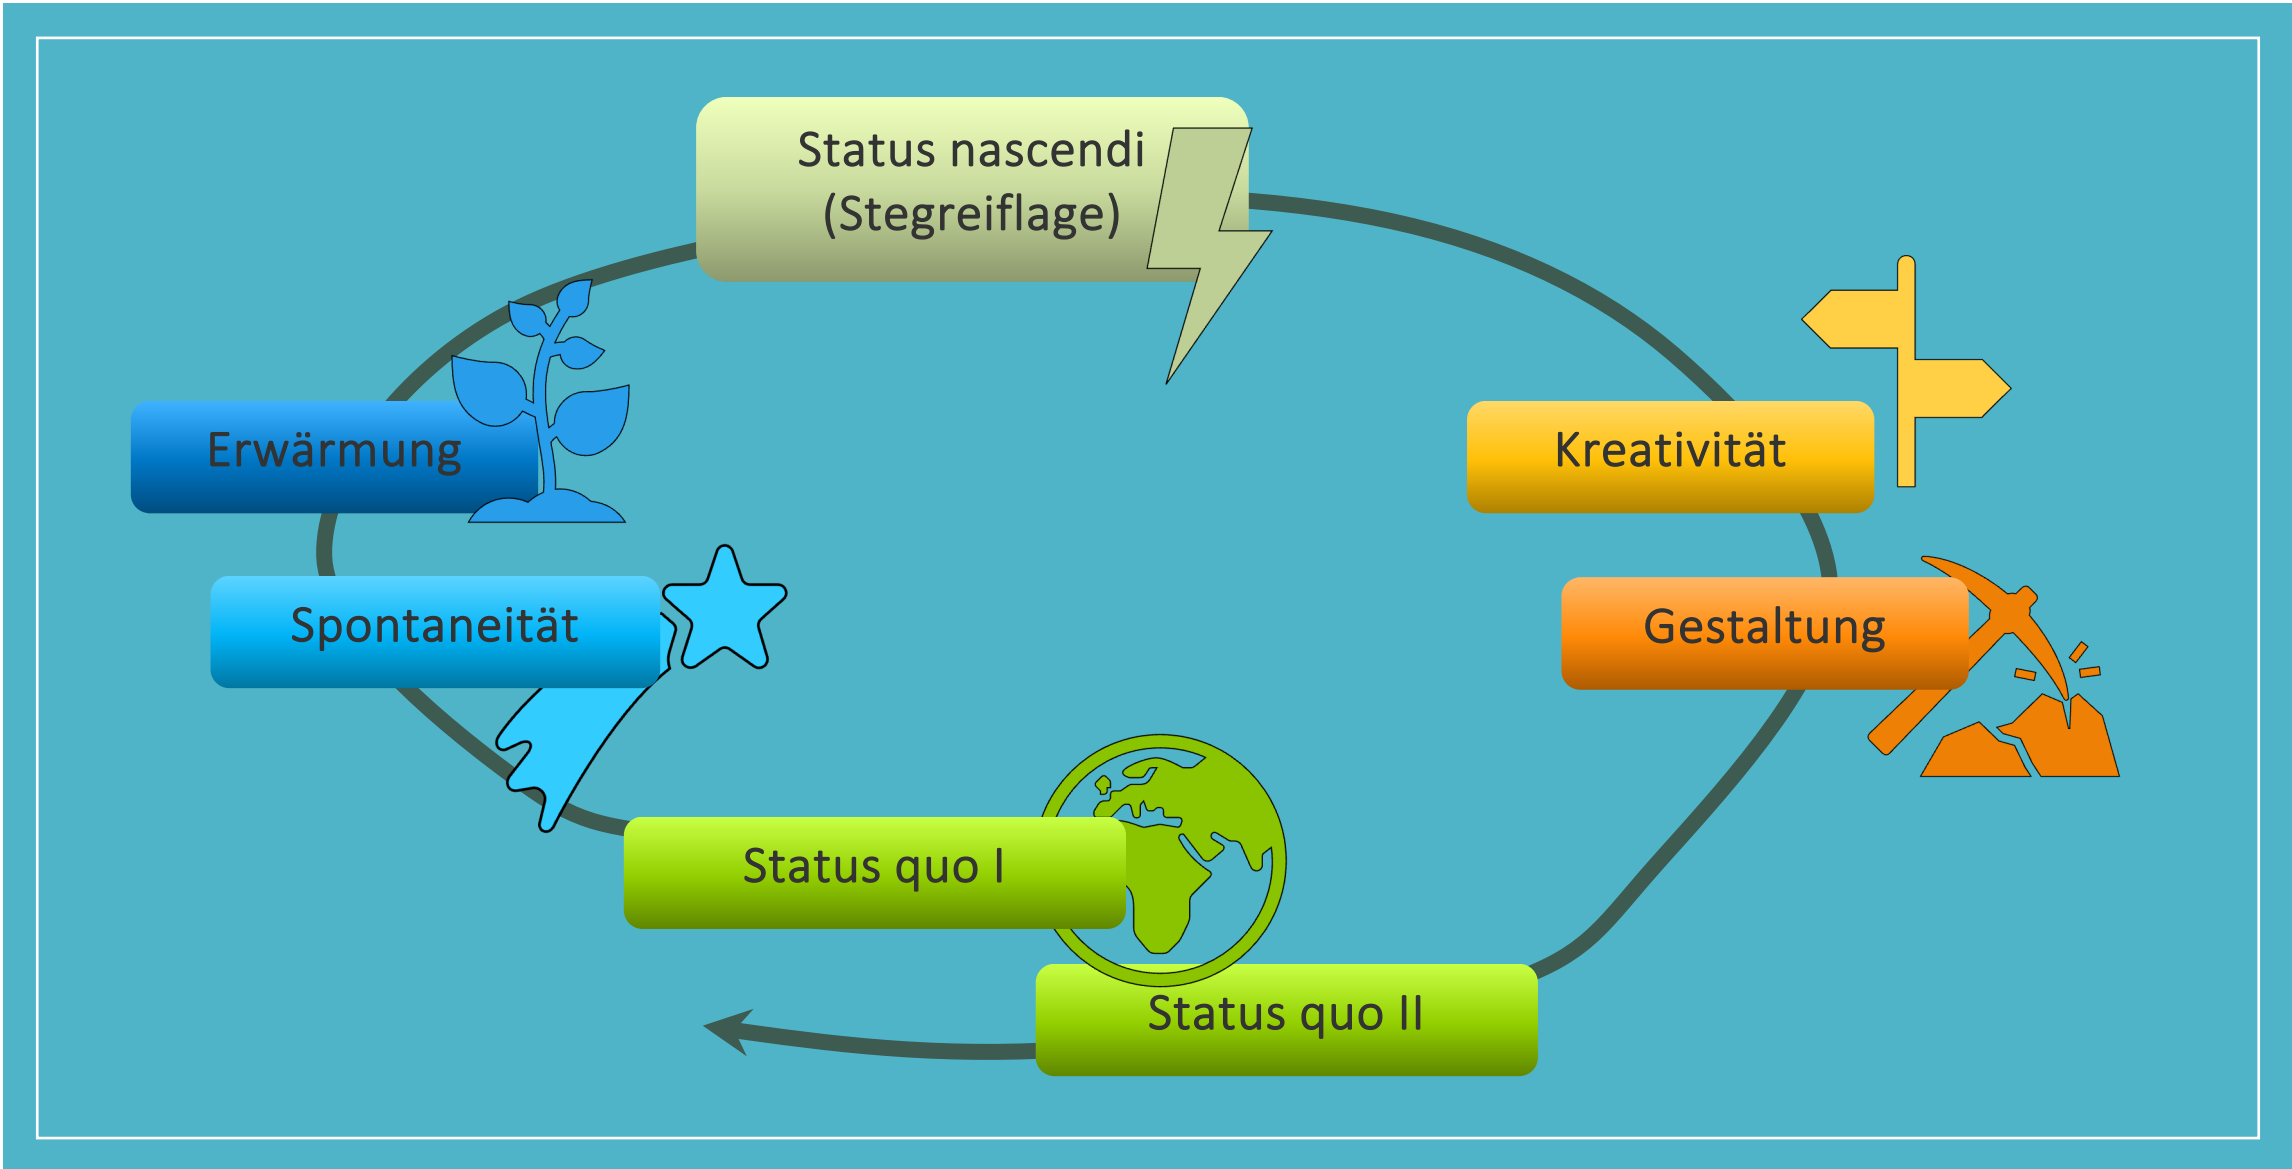 Status nascendi
(Stegreiflage)
Erwärmung
Kreativität
Spontaneität
Gestaltung
Status quo I
Status quo II